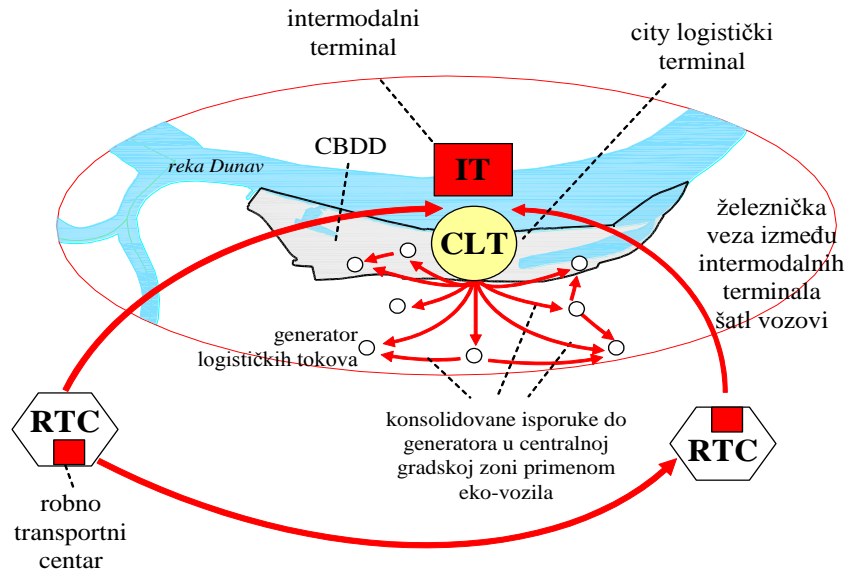 intermodalni
terminal
city logistički
terminal
CBDD
IT
reka Dunav
CLT
železnička
veza između
intermodalnih
terminala
šatl vozovi
generator
logističkih tokova
RTC
konsolidovane isporuke do
generatora u centralnoj
gradskoj zoni primenom
eko-vozila
RTC
robno
transportni
centar